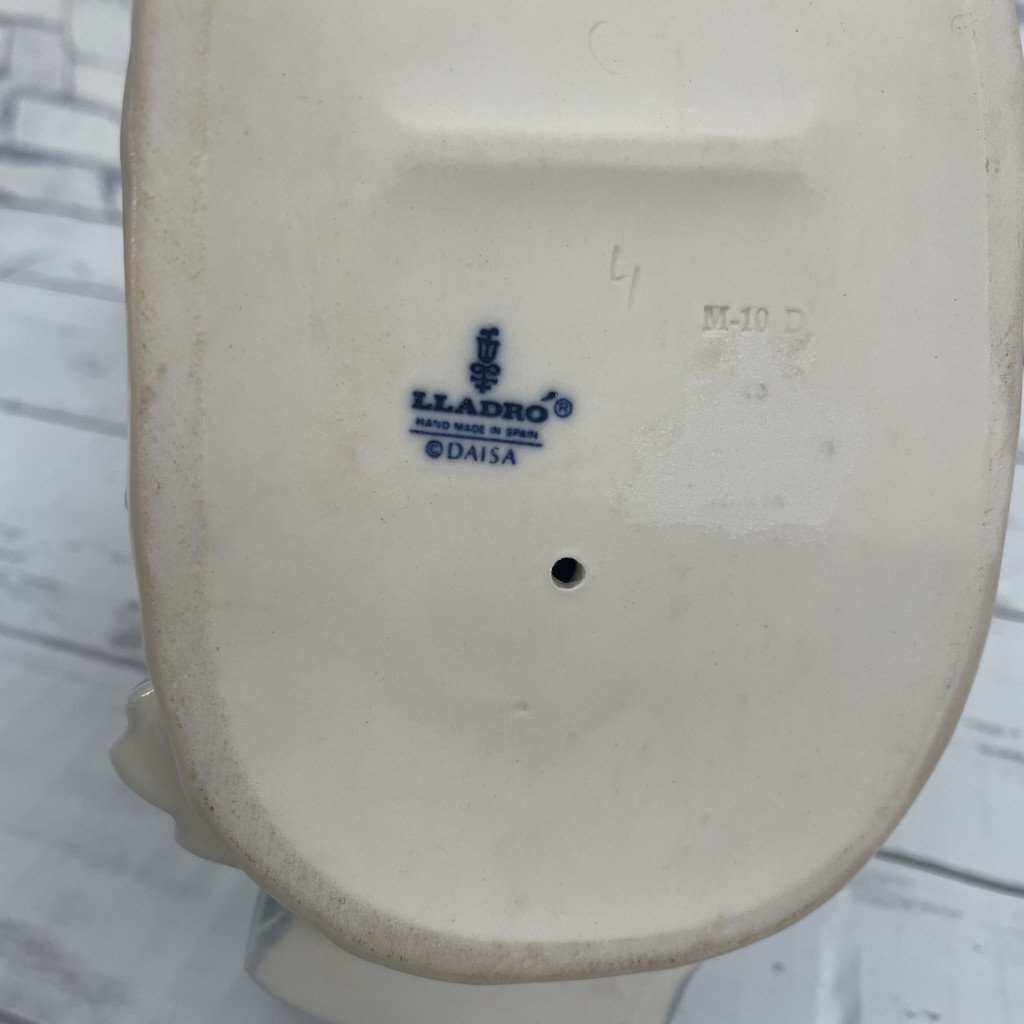 4
M-10 D
LLADRÓ®
HAND MADE IN SPAIN
©DAISA